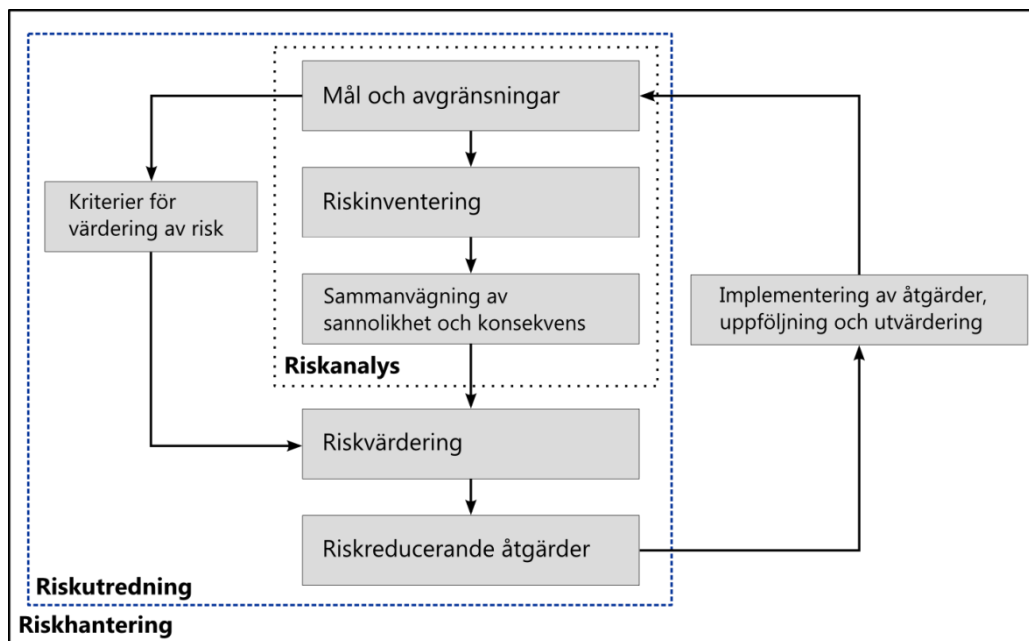 Mål och avgränsningar
Riskinventering
Kriterier för
värdering av risk
Sammanvägning av
sannolikhet och konsekvens
Implementering av åtgärder,
uppföljning och utvärdering
Riskanalys
Riskvärdering
Riskreducerande åtgärder
Riskutredning
Riskhantering